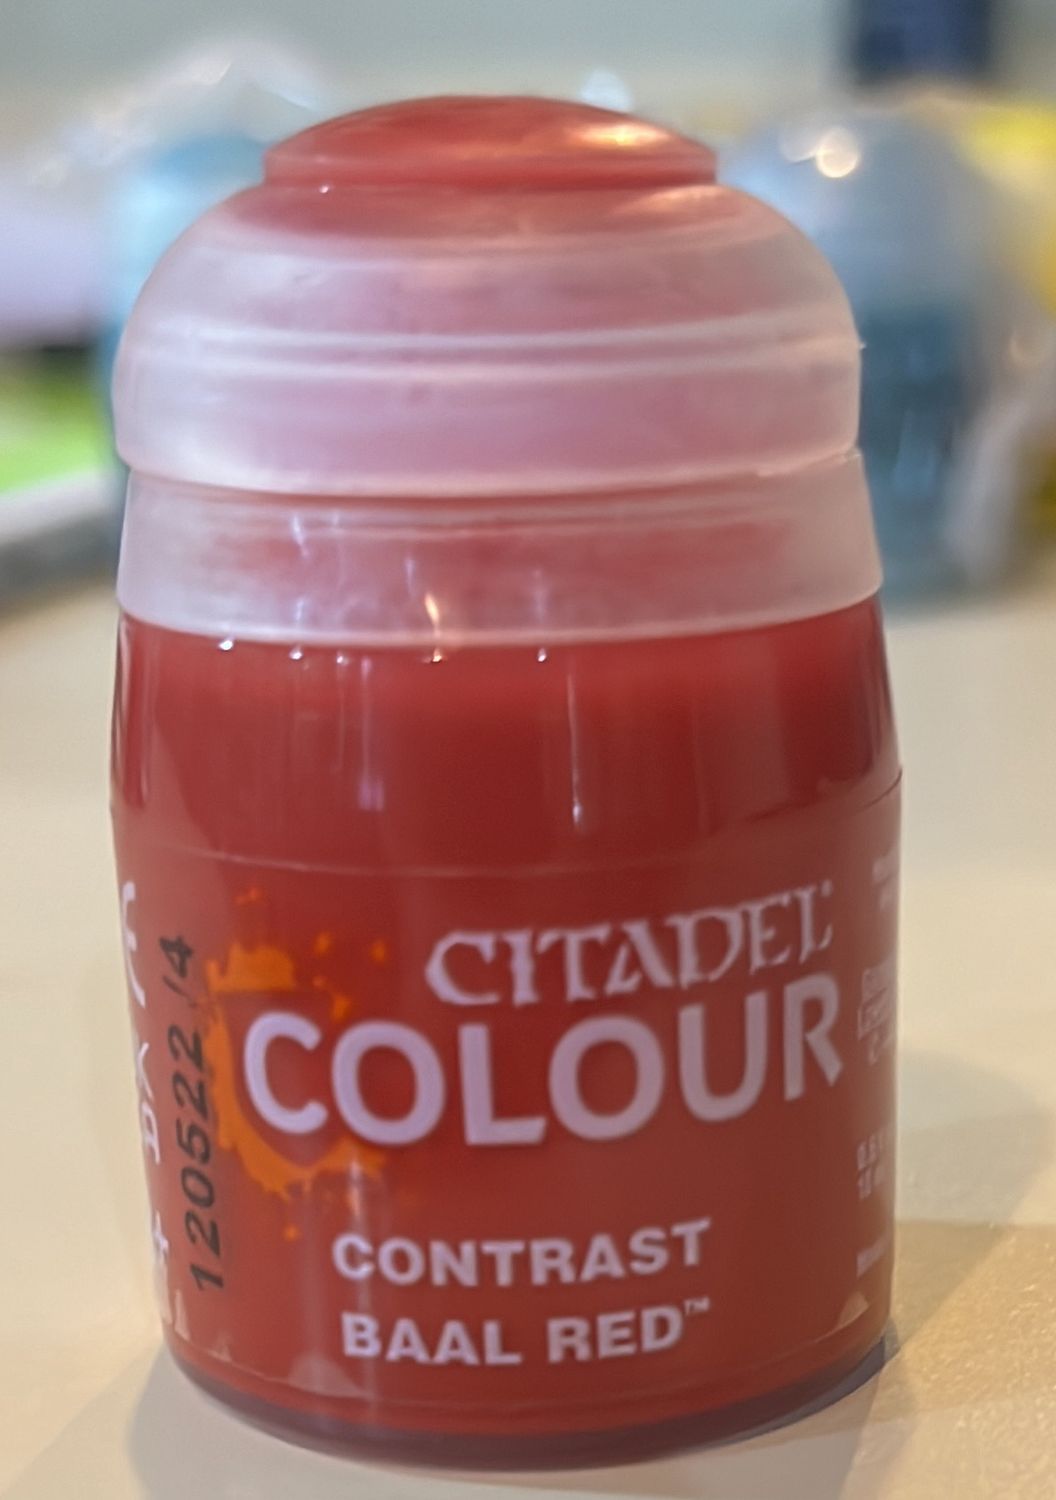 CITADEL®
COLOUR
CONTRAST
BAAL RED™
120522 /4